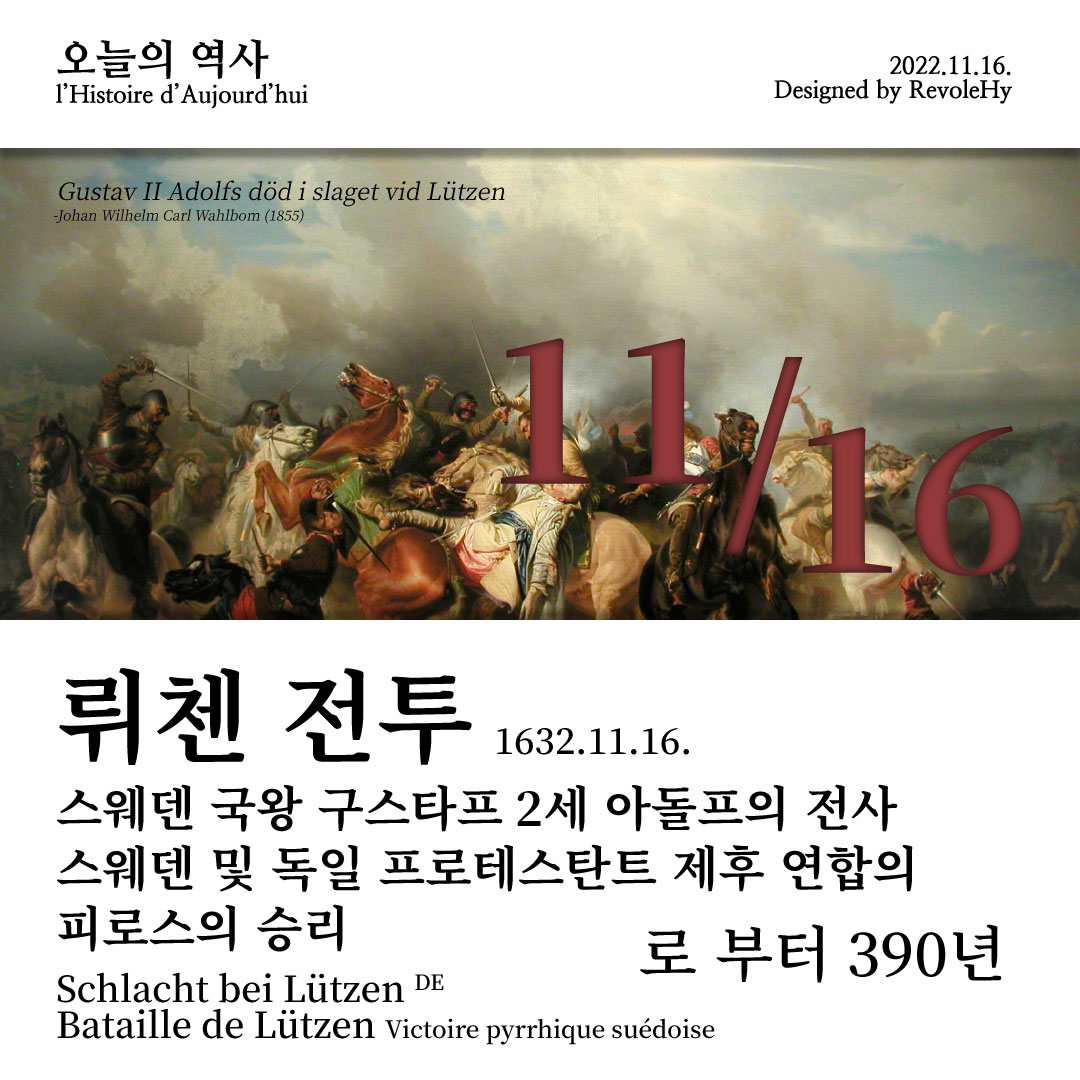 오늘의 역사
l’Histoire d’Aujourd’hui
2022.11.16.
Designed by RevoleHy
Gustav II Adolfs död i slaget vid Lützen
-Johan Wilhelm Carl Wahlbom (1855)
11/16
뤼첸 전투 1632.11.16.
스웨덴 국왕 구스타프 2세 아돌프의 전사
스웨덴 및 독일 프로테스탄트 제후 연합의
피로스의 승리
로 부터 390년
Schlacht bei Lützen DE
Bataille de Lützen Victoire pyrrhique suédoise